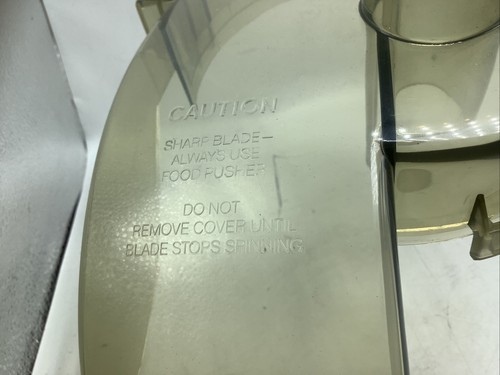 CAUTION
SHARP BLADE—
ALWAYS USE
FOOD PUSHER
DO NOT
REMOVE COVER UNTIL
BLADE STOPS SPINNING